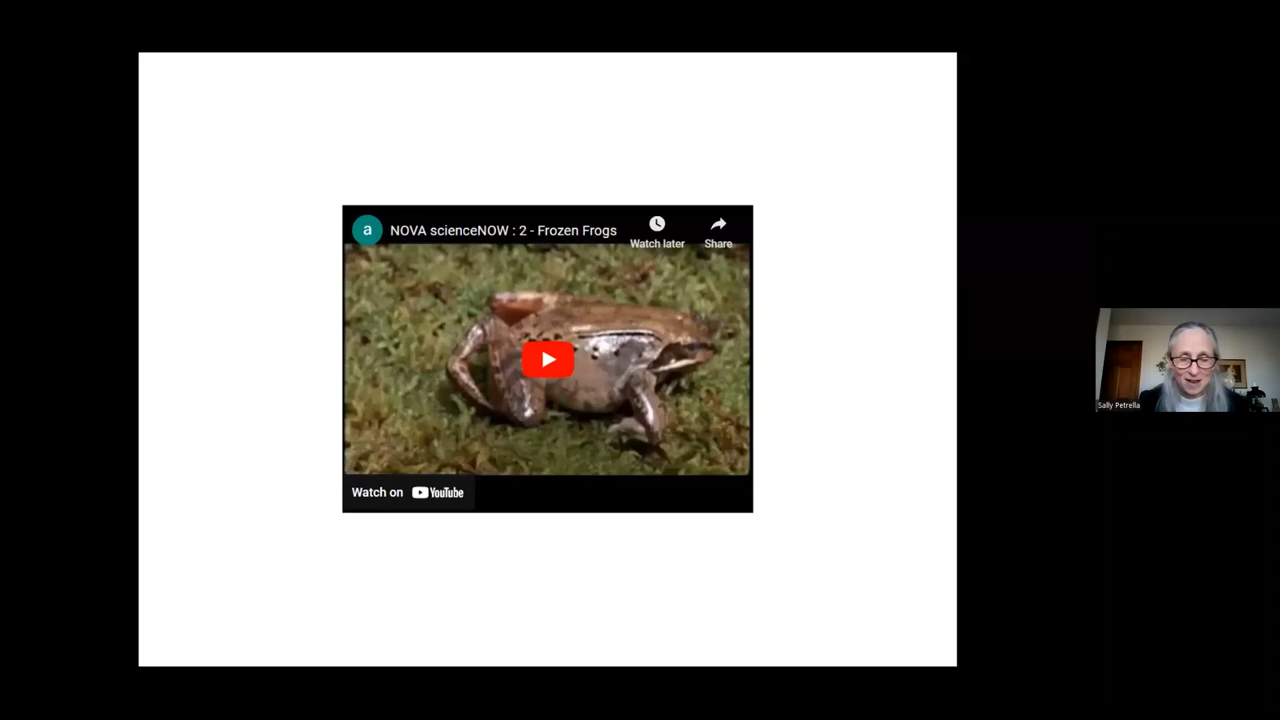 a
NOVA scienceNOW : 2 - Frozen Frogs
Watch later
Share
Watch on YouTube
Sally Petrella